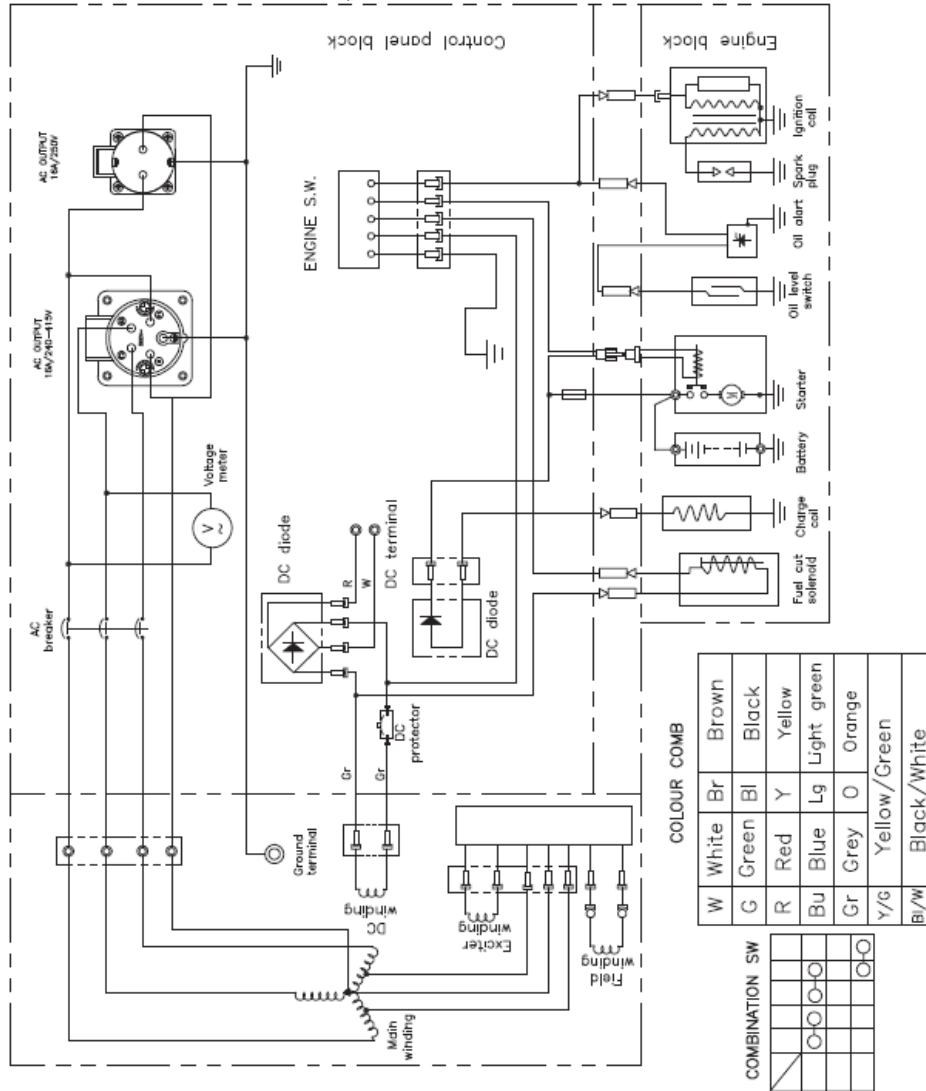 Control panel block
Engine block
AC OUTPUT
16A/250V
AC OUTPUT
16A/240-415V
ENGINE S.W.
Voltage
meter
V
AC
breaker
DC diode
R
W
DC terminal
DC diode
DC
protector
Gr
Gr
Ground
terminal
DC
winding
Exciter
winding
Field
winding
Main
winding
Ignition
coil
Spark
plug
Oil alart
Oil level
switch
M
Starter
Battery
Charge
coil
Fuel cut
solenoid
COLOUR COMB
W White Br Brown
G Green Bl Black
R Red Y Yellow
Bu Blue Lg Light green
Gr Grey O Orange
Y/G Yellow/Green
Bl/W Black/White
COMBINATION SW